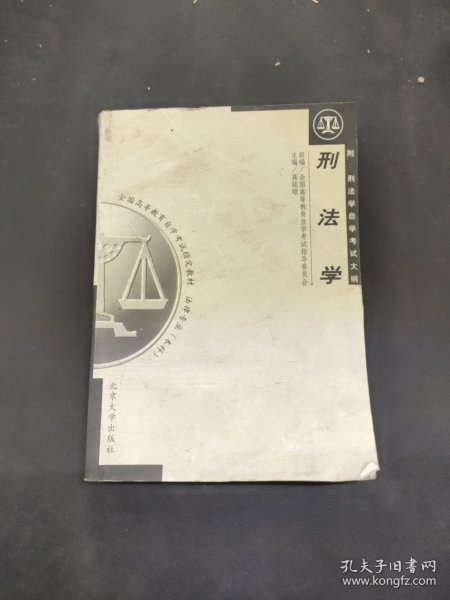 附：刑法学自学考试大纲
刑法学
组编/全国高等教育自学考试指导委员会
主编/高铭暄
全国高等教育自学考试指定教材 法律专业（本科）
北京大学出版社
孔夫子旧书网
www.kongfz.com